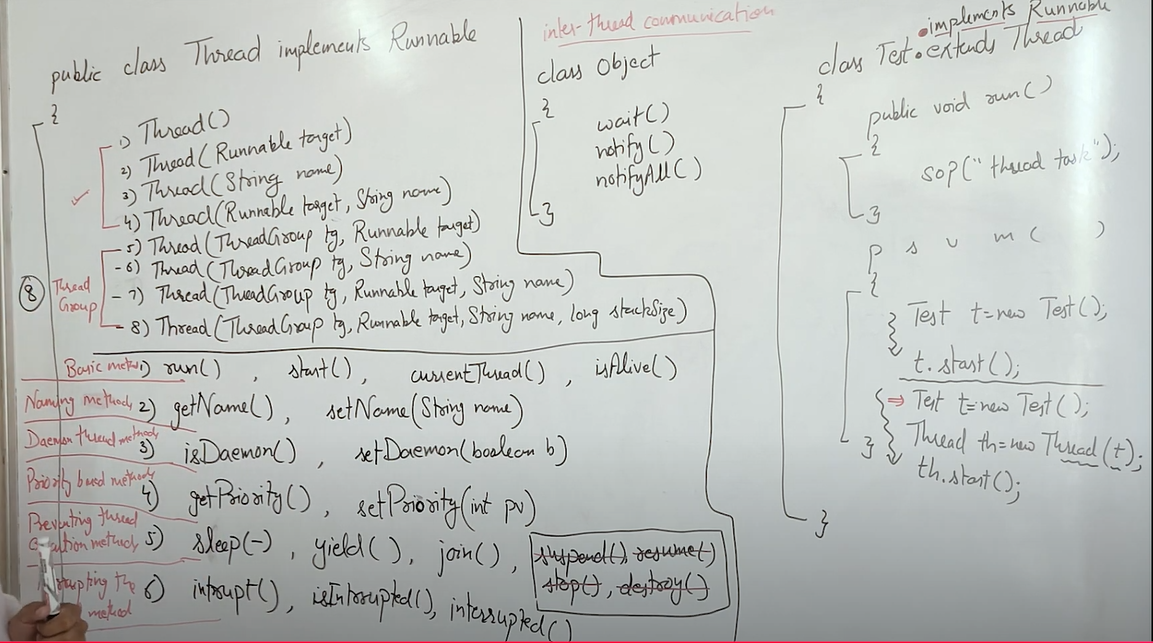 public class Thread implements Runnable
{
1) Thread()
2) Thread(Runnable target)
3) Thread(String name)
4) Thread(Runnable target, String name)
5) Thread(ThreadGroup tg, Runnable target)
- 6) Thread(ThreadGroup tg, String name)
- 7) Thread(ThreadGroup tg, Runnable target, String name)
- 8) Thread(ThreadGroup tg, Runnable target, String name, long stackSize)
8
Thread
Group
Basic methods 1) run() , start() , currentThread() , isAlive()
Naming methods 2) getName() , setName(String name)
Daemon thread methods 3) isDaemon() , setDaemon(boolean b)
Priority based methods 4) getPriority() , setPriority(int pv)
Preventing thread
Execution methods 5) sleep(-) , yield() , join() , suspend(), resume()
stop(), destroy()
the
method 6) intrupt() , isIntrrupted(), interrupted()
inter-thread communication
class Object
{
wait()
notify()
notifyAll()
}
implements Runnable
class Test extends Thread
{
public void run()
{
sop("thread task");
}
p s v m ( )
{
Test t=new Test();
t.start();
⇒ Test t=new Test();
Thread th=new Thread(t);
th.start();
}
}